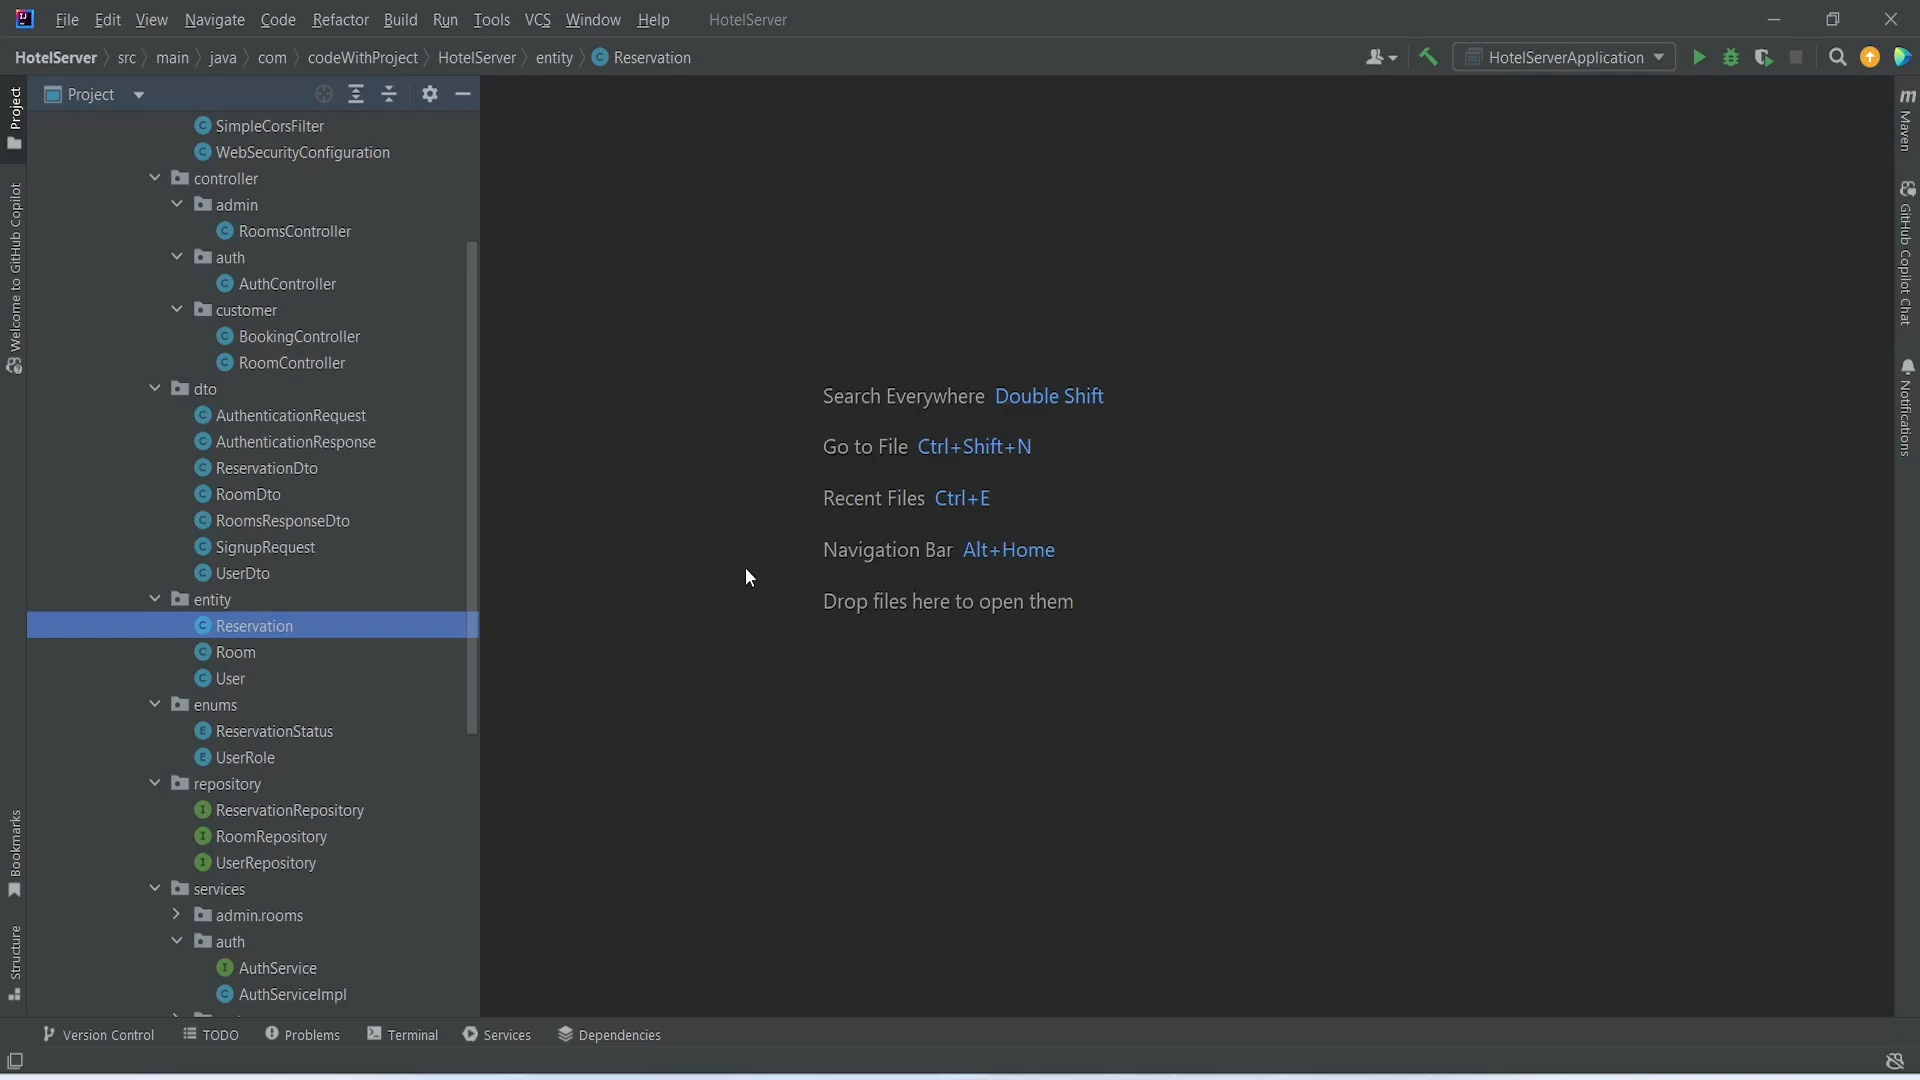 File Edit View Navigate Code Refactor Build Run Tools VCS Window Help HotelServer
HotelServer src main java com codeWithProject HotelServer entity Reservation HotelServerApplication
Project
SimpleCorsFilter
WebSecurityConfiguration
controller
admin
RoomsController
auth
AuthController
customer
BookingController
RoomController
dto
AuthenticationRequest
AuthenticationResponse
ReservationDto
RoomDto
RoomsResponseDto
SignupRequest
UserDto
entity
Reservation
Room
User
enums
ReservationStatus
UserRole
repository
ReservationRepository
RoomRepository
UserRepository
services
admin.rooms
auth
AuthService
AuthServiceImpl
Project
Welcome to GitHub Copilot
Bookmarks
Structure
Search Everywhere Double Shift
Go to File Ctrl+Shift+N
Recent Files Ctrl+E
Navigation Bar Alt+Home
Drop files here to open them
Maven
GitHub Copilot Chat
Notifications
Version Control TODO Problems Terminal Services Dependencies